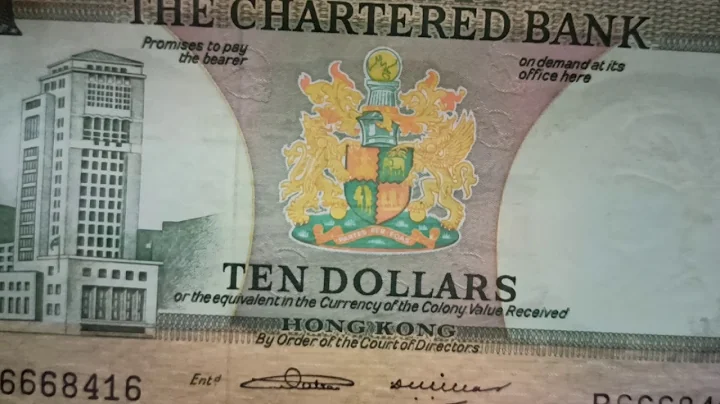 THE CHARTERED BANK
Promises to pay
the bearer
on demand at its
office here
TEN DOLLARS
or the equivalent in the Currency of the Colony Value Received
HONG KONG
By Order of the Court of Directors
6668416
Entd